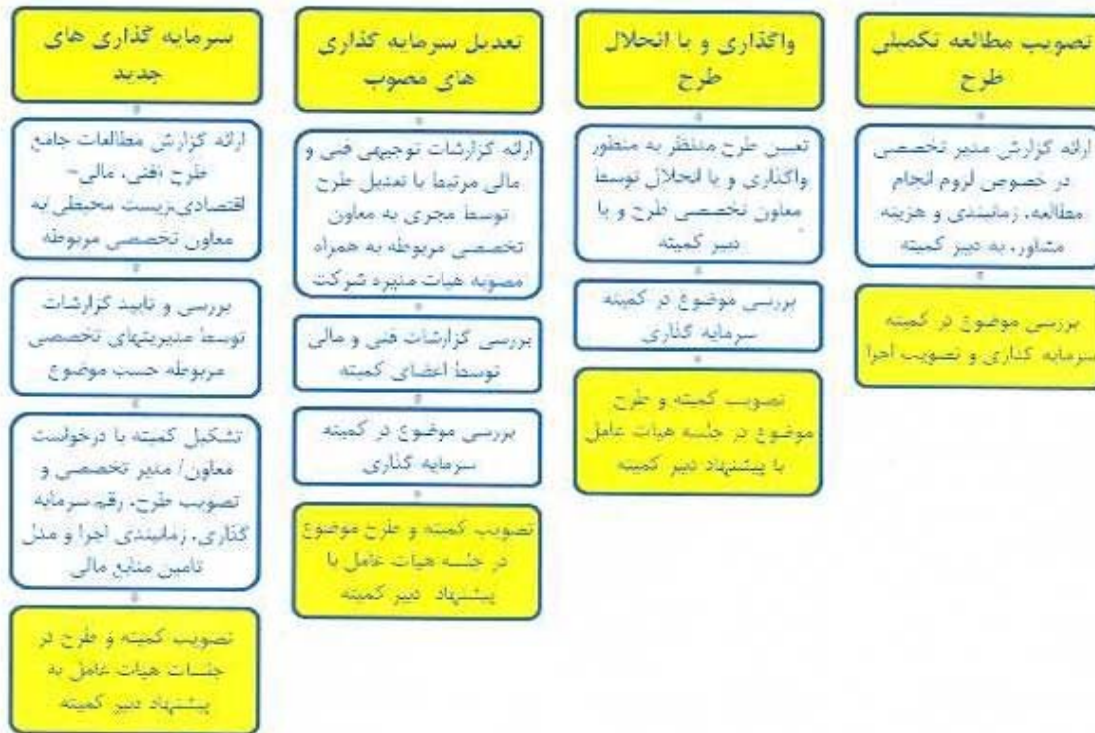 تصویب مطالعه تکمیلی
طرح
ارائه گزارش مدیر تخصصی
در خصوص لزوم انجام
مطالعه، زمانبندی و هزینه
مشاور، به دبیر کمیته
بررسی موضوع در کمیته
سرمایه گذاری و تصویب اجرا
واگذاری و یا انحلال
طرح
تعیین طرح منتظر به منظور
واگذاری و یا انحلال توسط
معاون تخصصی طرح و یا
دبیر کمیته
بررسی موضوع در کمیته
سرمایه گذاری
تصویب کمیته و طرح
موضوع در جلسه هیات عامل
با پیشنهاد دبیر کمیته
تعدیل سرمایه گذاری
های مصوب
ارائه گزارشات توجیهی فنی و
مالی مرتبط با تعدیل طرح
توسط مجری به معاون
تخصصی مربوطه به همراه
مصوبه هیات مدیره شرکت
بررسی گزارشات فنی و مالی
توسط اعضای کمیته
بررسی موضوع در کمیته
سرمایه گذاری
تصویب کمیته و طرح موضوع
در جلسه هیات عامل با
پیشنهاد دبیر کمیته
سرمایه گذاری های
جدید
ارائه گزارش مطالعات جامع
طرح (فنی، مالی-
اقتصادی،زیست محیطی)به
معاون تخصصی مربوطه
بررسی و تایید گزارشات
توسط مدیریتهای تخصصی
مربوطه حسب موضوع
تشکیل کمیته با درخواست
معاون/ مدیر تخصصی و
تصویب طرح، رقم سرمایه
گذاری، زمانبندی اجرا و مدل
تامین منابع مالی
تصویب کمیته و طرح در
جلسات هیات عامل به
پیشنهاد دبیر کمیته